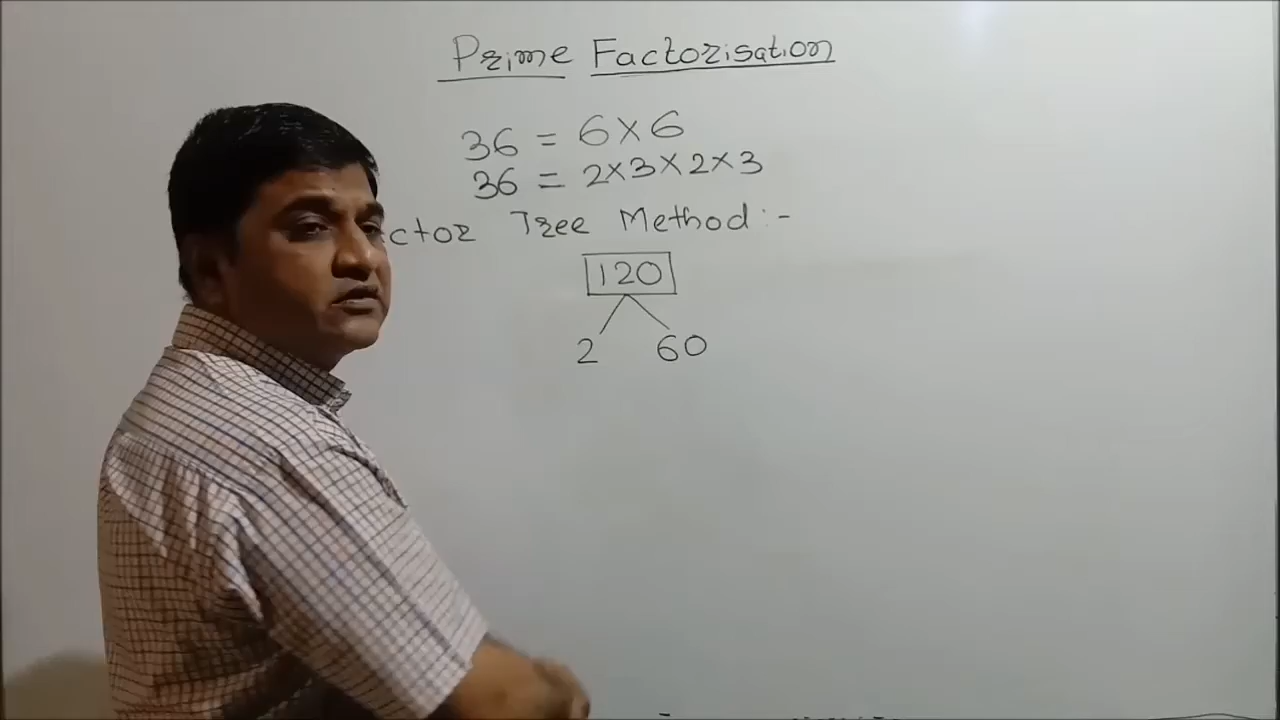 Prime Factorisation
36 = 6×6
36 = 2×3×2×3
ctor Tree Method :-
120
2 60